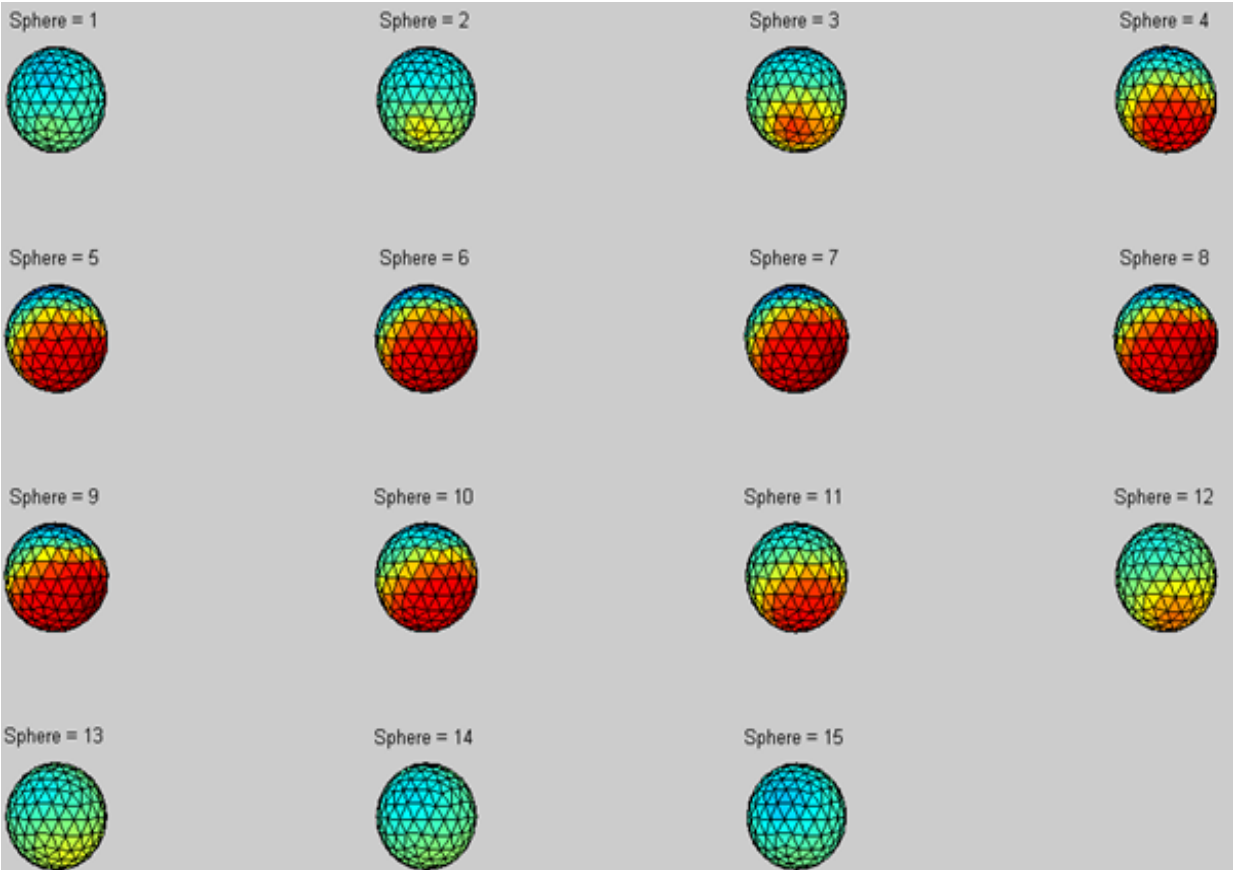 Sphere = 1
Sphere = 2
Sphere = 3
Sphere = 4
Sphere = 5
Sphere = 6
Sphere = 7
Sphere = 8
Sphere = 9
Sphere = 10
Sphere = 11
Sphere = 12
Sphere = 13
Sphere = 14
Sphere = 15